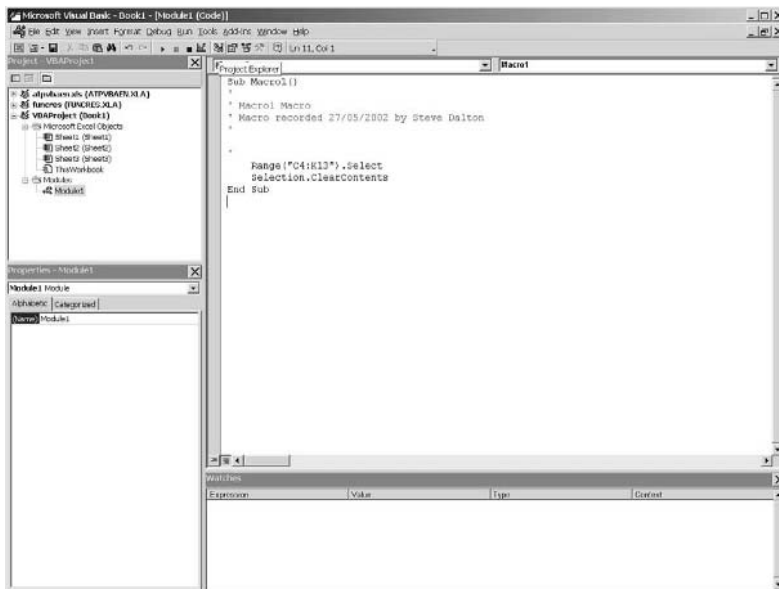 Microsoft Visual Basic - Book1 - [Module1 (Code)]
File Edit View Insert Format Debug Run Tools Add-Ins Window Help
Ln 11, Col 1
Project - VBAProject
Project Explorer
Macro1
atpvbaen.xls (ATPVBAEN.XLA)
funcres (FUNCRES.XLA)
VBAProject (Book1)
Microsoft Excel Objects
Sheet1 (Sheet1)
Sheet2 (Sheet2)
Sheet3 (Sheet3)
ThisWorkbook
Modules
Module1
Sub Macro1()
'
' Macro1 Macro
' Macro recorded 27/05/2002 by Steve Dalton
'
'
Range("C4:K13").Select
Selection.ClearContents
End Sub
Properties - Module1
Module1 Module
Alphabetic Categorized
(Name) Module1
Watches
Expression Value Type Context